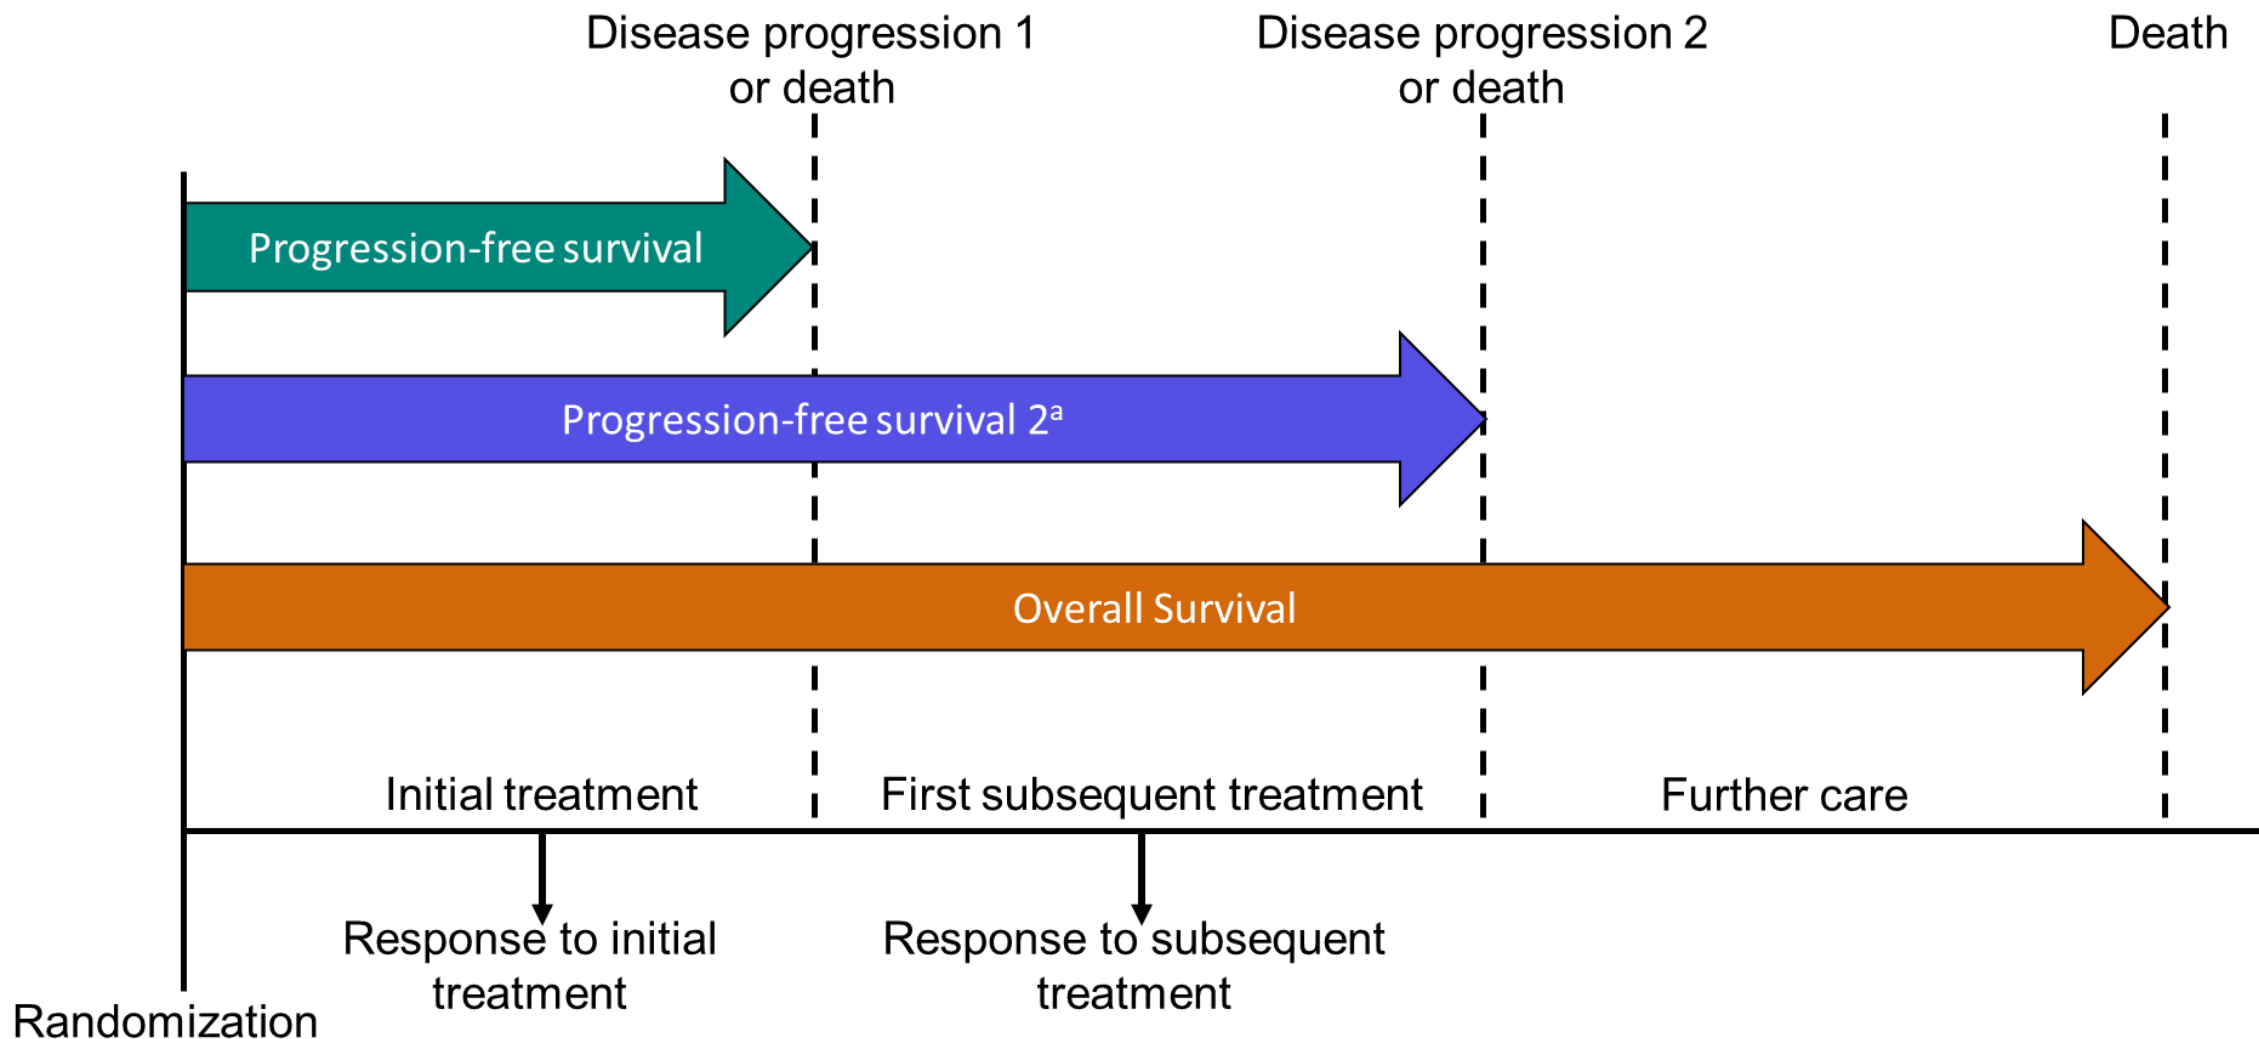 Disease progression 1
or death
Disease progression 2
or death
Death
Progression-free survival
Progression-free survival 2ᵃ
Overall Survival
Initial treatment
First subsequent treatment
Further care
Response to initial
treatment
Response to subsequent
treatment
Randomization